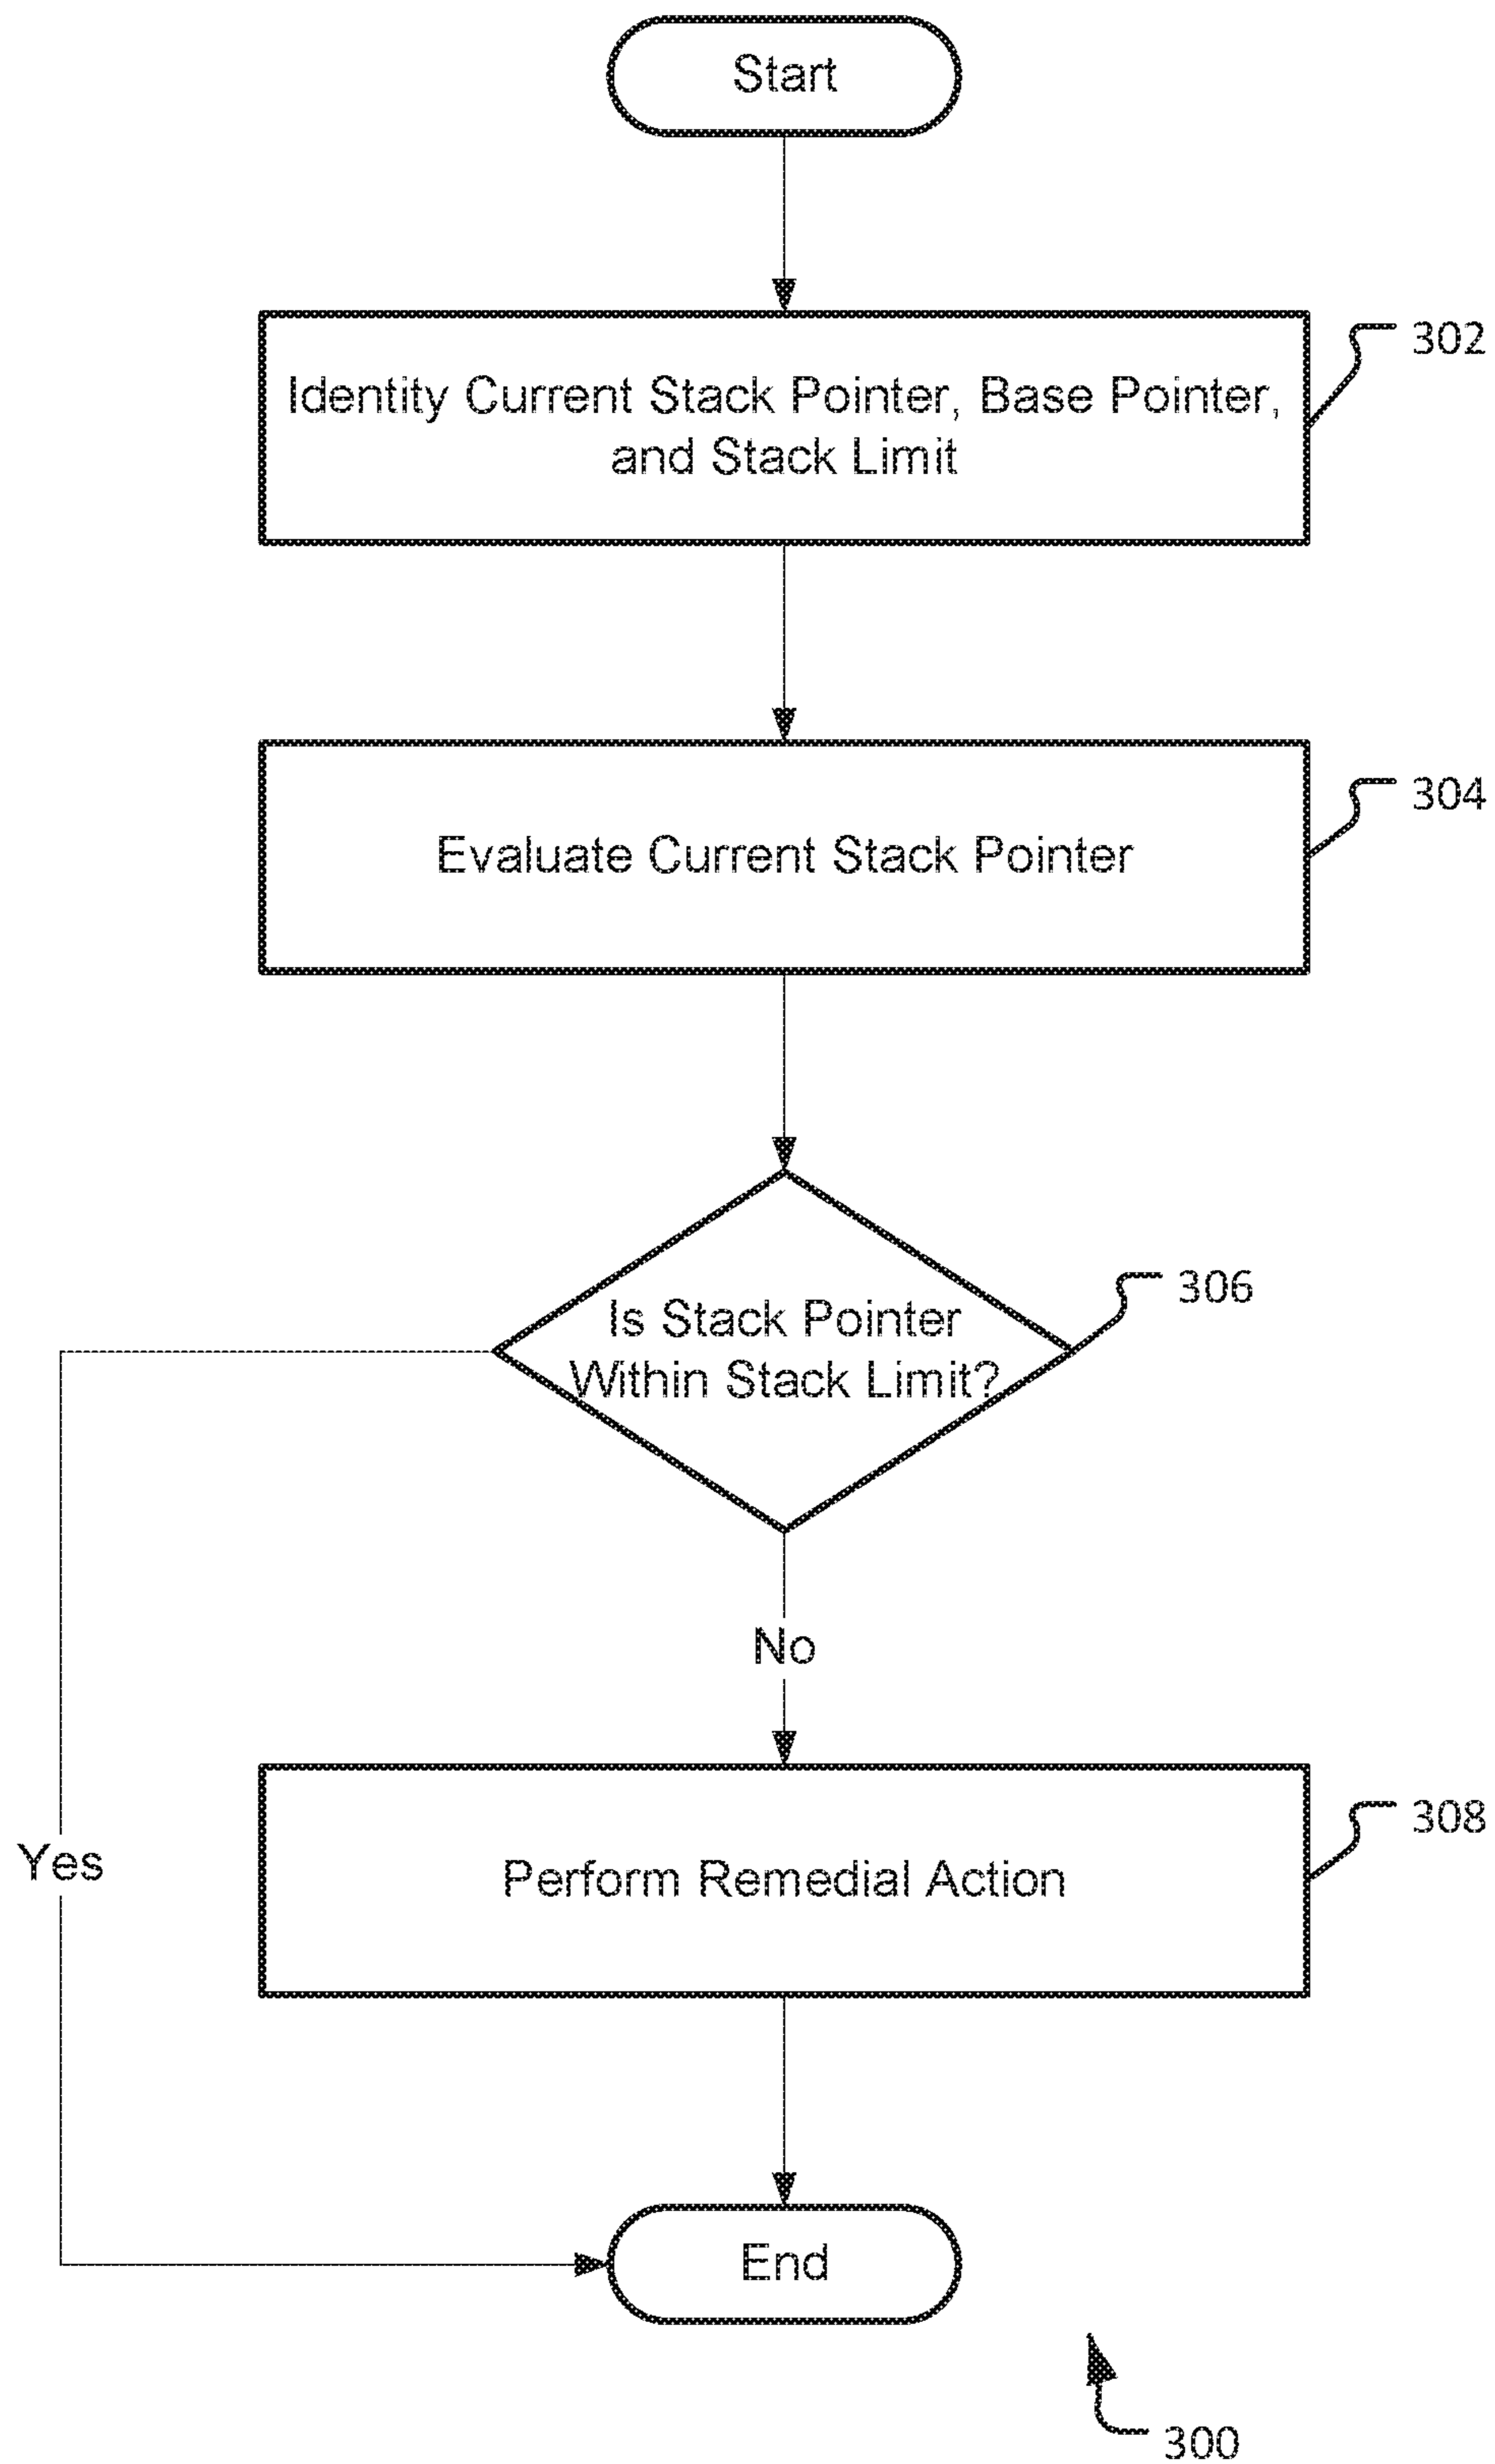 Start
Identity Current Stack Pointer, Base Pointer,
and Stack Limit
302
Evaluate Current Stack Pointer
304
Is Stack Pointer
Within Stack Limit?
306
No
Yes
Perform Remedial Action
308
End
300